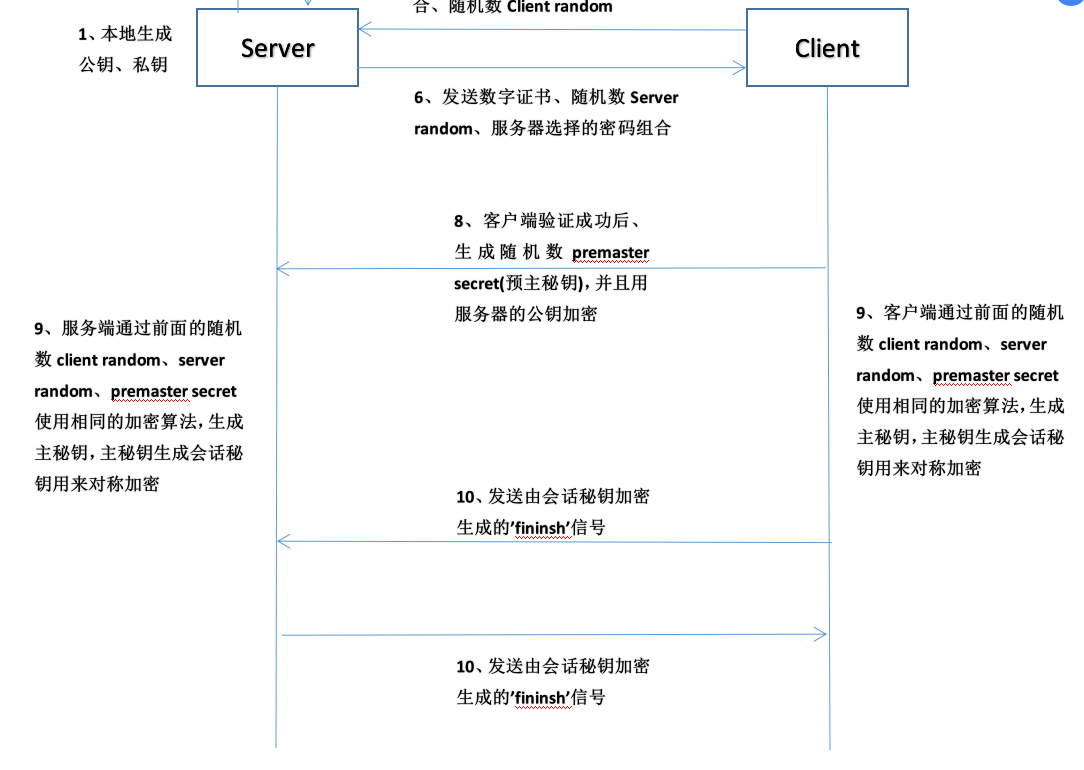 合、随机数 Client random
1、本地生成
公钥、私钥
Server
Client
6、发送数字证书、随机数 Server
random、服务器选择的密码组合
8、客户端验证成功后、
生成随机数 premaster
secret(预主秘钥)，并且用
服务器的公钥加密
9、服务端通过前面的随机
数 client random、server
random、premaster secret
使用相同的加密算法，生成
主秘钥，主秘钥生成会话秘
钥用来对称加密
9、客户端通过前面的随机
数 client random、server
random、premaster secret
使用相同的加密算法，生成
主秘钥，主秘钥生成会话秘
钥用来对称加密
10、发送由会话秘钥加密
生成的’fininsh’信号
10、发送由会话秘钥加密
生成的’fininsh’信号